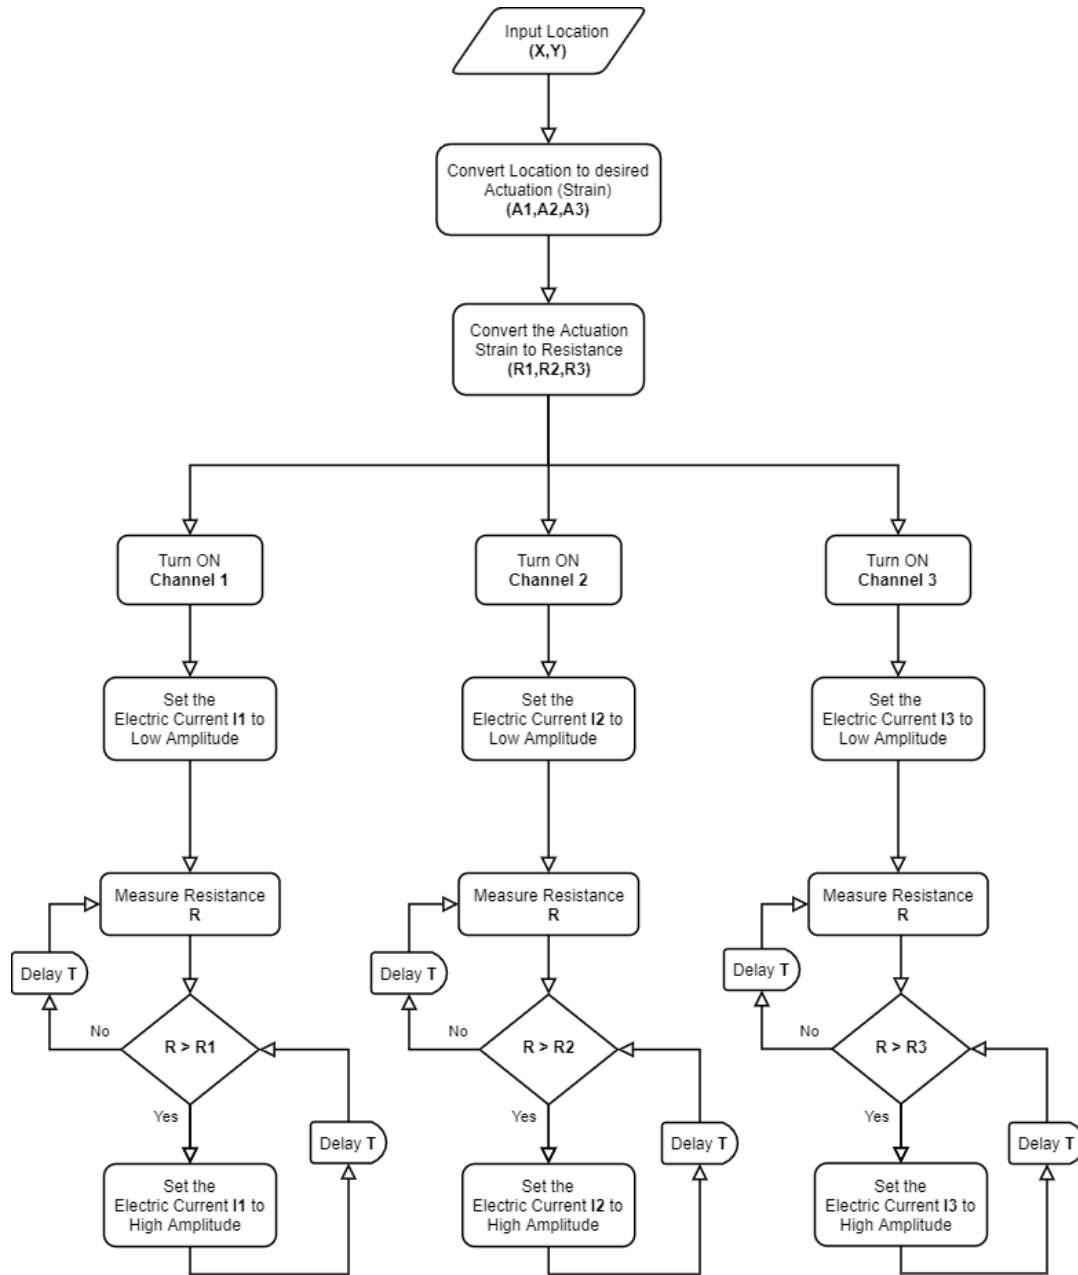 Input Location
(X,Y)
Convert Location to desired
Actuation (Strain)
(A1,A2,A3)
Convert the Actuation
Strain to Resistance
(R1,R2,R3)
Turn ON
Channel 1
Turn ON
Channel 2
Turn ON
Channel 3
Set the
Electric Current I1 to
Low Amplitude
Set the
Electric Current I2 to
Low Amplitude
Set the
Electric Current I3 to
Low Amplitude
Measure Resistance
R
Measure Resistance
R
Measure Resistance
R
Delay T
Delay T
Delay T
No
R > R1
No
R > R2
No
R > R3
Yes
Yes
Yes
Delay T
Delay T
Delay T
Set the
Electric Current I1 to
High Amplitude
Set the
Electric Current I2 to
High Amplitude
Set the
Electric Current I3 to
High Amplitude